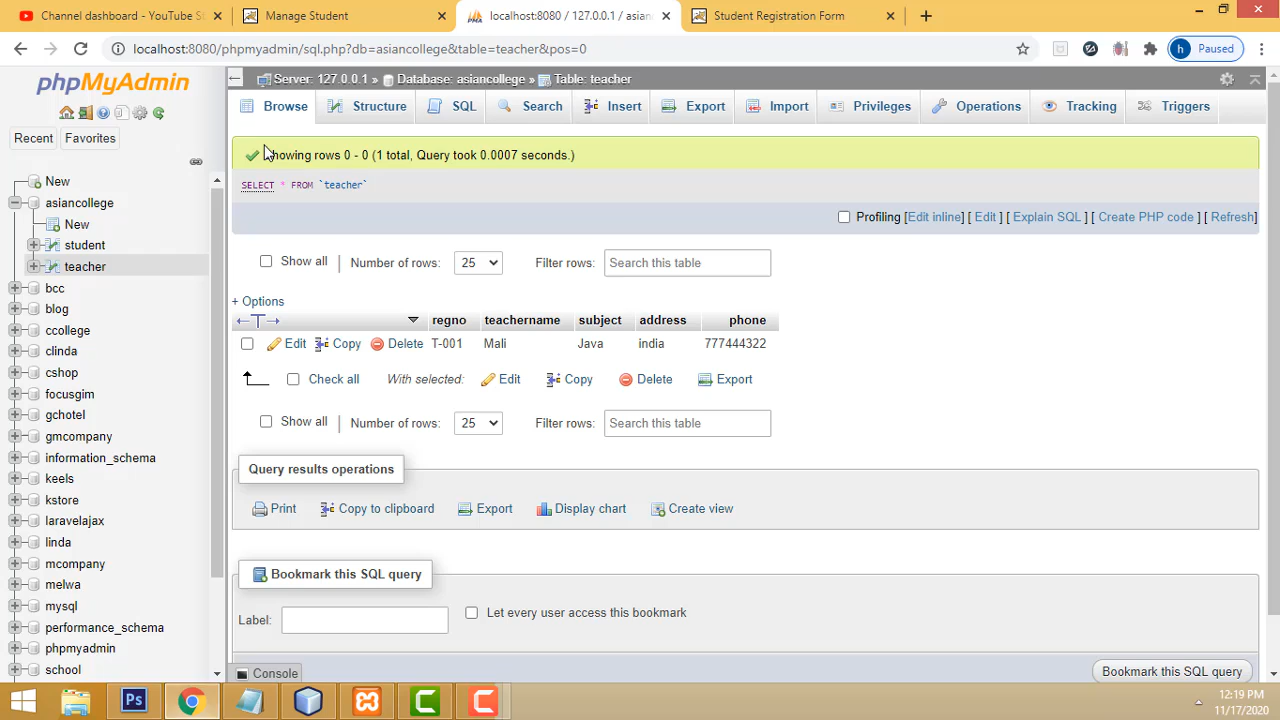 Channel dashboard - YouTube St
Manage Student
localhost:8080 / 127.0.0.1 / asian
Student Registration Form
localhost:8080/phpmyadmin/sql.php?db=asiancollege&table=teacher&pos=0
h Paused
phpMyAdmin
Recent Favorites
New
asiancollege
New
student
teacher
bcc
blog
ccollege
clinda
cshop
focusgim
gchotel
gmcompany
information_schema
keels
kstore
laravelajax
linda
mcompany
melwa
mysql
performance_schema
phpmyadmin
school
Server: 127.0.0.1 » Database: asiancollege » Table: teacher
Browse Structure SQL Search Insert Export Import Privileges Operations Tracking Triggers
howing rows 0 - 0 (1 total, Query took 0.0007 seconds.)
SELECT * FROM `teacher`
Profiling [Edit inline] [ Edit ] [ Explain SQL ] [ Create PHP code ] [ Refresh]
Show all Number of rows: 25 Filter rows: Search this table
+ Options
←T→ regno teachername subject address phone
Edit Copy Delete T-001 Mali Java india 777444322
Check all With selected: Edit Copy Delete Export
Show all Number of rows: 25 Filter rows: Search this table
Query results operations
Print Copy to clipboard Export Display chart Create view
Bookmark this SQL query
Label: Let every user access this bookmark
Console
Bookmark this SQL query
Ps
12:19 PM
11/17/2020